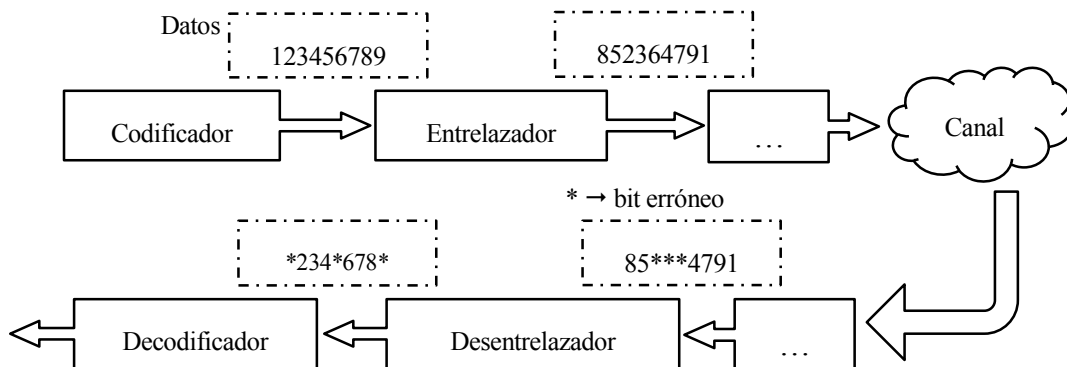 Datos
123456789
852364791
Codificador
Entrelazador
...
Canal
* → bit erróneo
*234*678*
85***4791
Decodificador
Desentrelazador
...